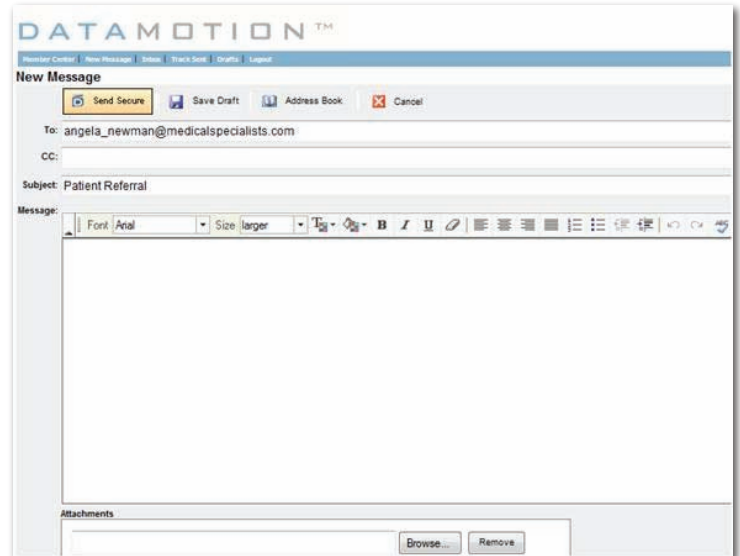 DATAMOTION™
Member Center | New Message | Inbox | Track Sent | Drafts | Logout
New Message
Send Secure Save Draft Address Book Cancel
To: angela_newman@medicalspecialists.com
CC:
Subject: Patient Referral
Message:
Font Arial Size larger B I U ABC
Attachments
Browse... Remove